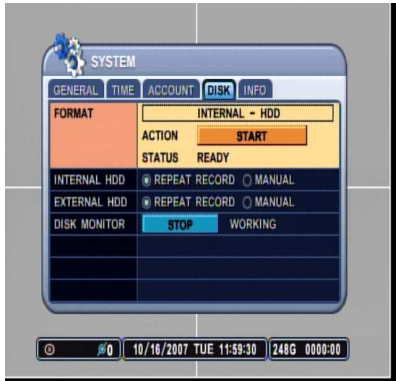 SYSTEM
GENERAL TIME ACCOUNT DISK INFO
FORMAT INTERNAL - HDD
ACTION START
STATUS READY
INTERNAL HDD REPEAT RECORD MANUAL
EXTERNAL HDD REPEAT RECORD MANUAL
DISK MONITOR STOP WORKING
0 10/16/2007 TUE 11:59:30 248G 0000:00